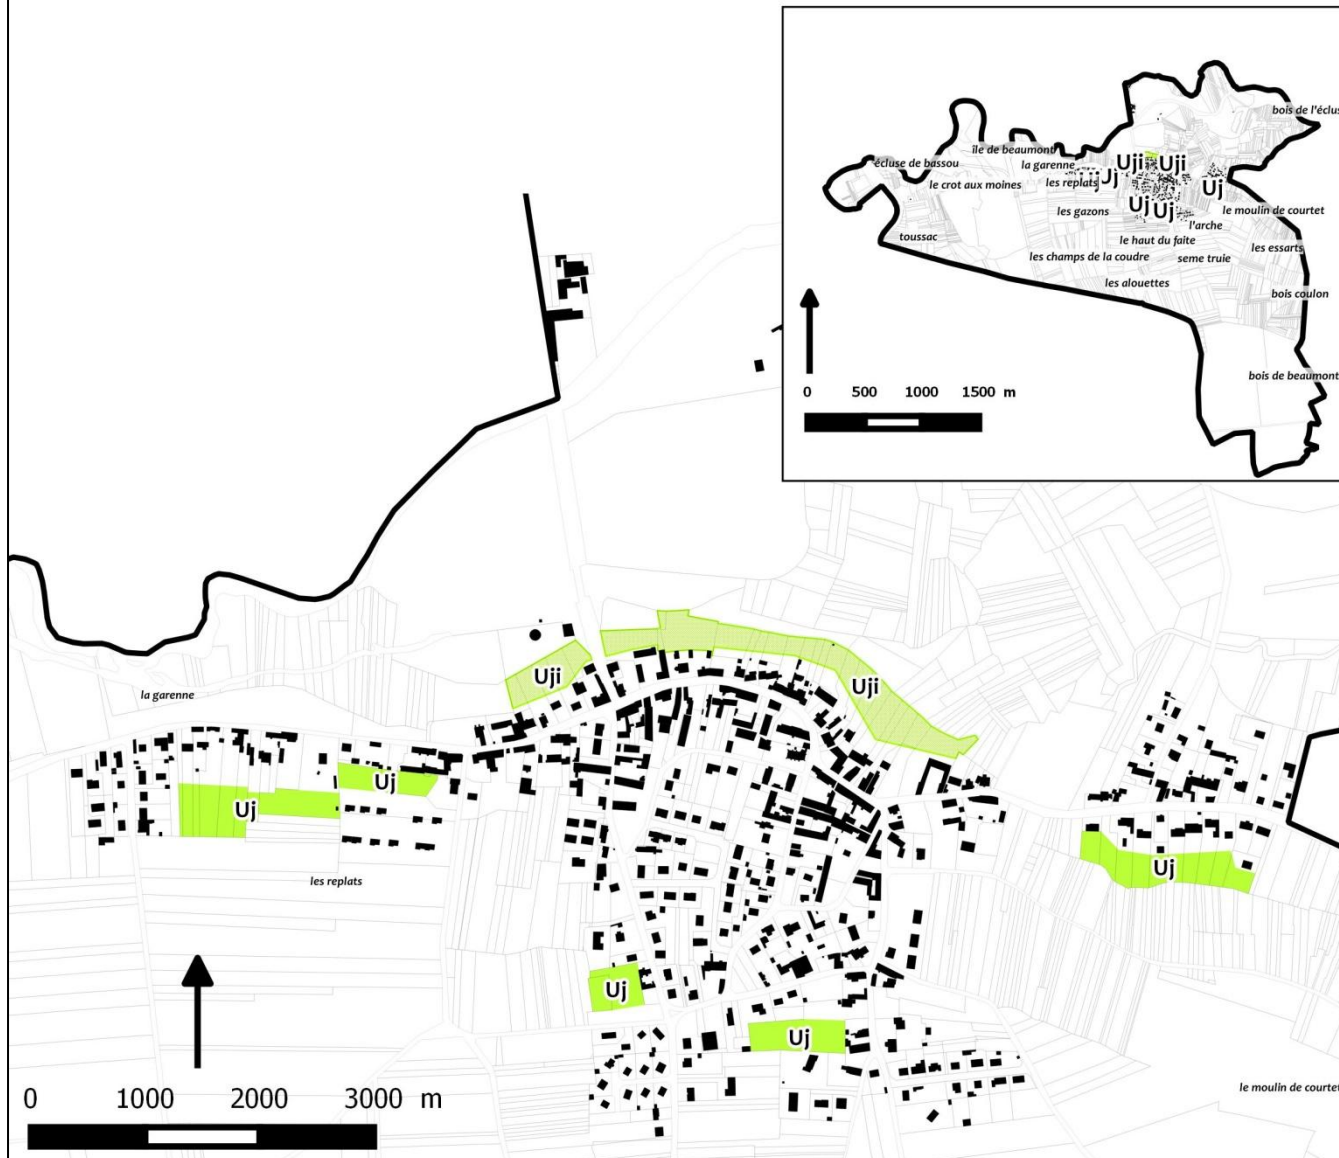 bois de l'éclus
île de beaumont
écluse de bassou
la garenne
Uji
Uji
le crot aux moines
les replats
Uj
les gazons
Uj
Uj
le moulin de courtet
l'arche
toussac
le haut du faite
les essarts
les champs de la coudre
seme truie
les alouettes
bois coulon
bois de beaumont
0 500 1000 1500 m
Uji
Uji
la garenne
Uj
Uj
Uj
les replats
Uj
Uj
le moulin de courtet
0 1000 2000 3000 m